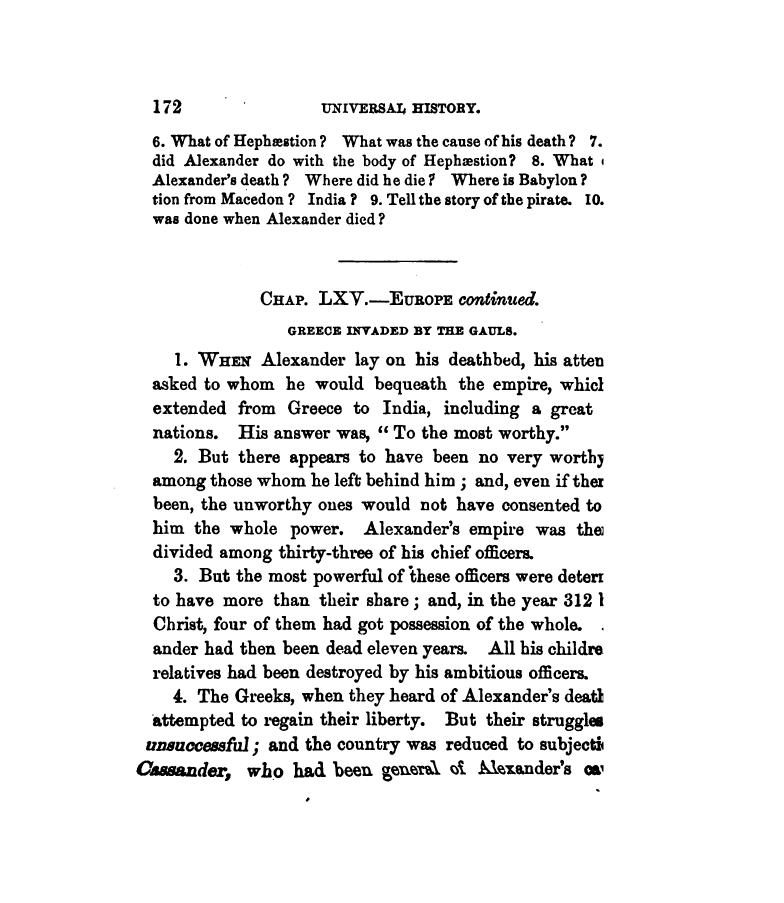 172 UNIVERSAL HISTORY.
6. What of Hephæstion? What was the cause of his death? 7.
did Alexander do with the body of Hephæstion? 8. What
Alexander's death? Where did he die? Where is Babylon?
tion from Macedon? India? 9. Tell the story of the pirate. 10.
was done when Alexander died?
CHAP. LXV.—EUROPE continued.
GREECE INVADED BY THE GAULS.
1. WHEN Alexander lay on his deathbed, his atten
asked to whom he would bequeath the empire, which
extended from Greece to India, including a great
nations. His answer was, "To the most worthy."
2. But there appears to have been no very worthy
among those whom he left behind him; and, even if ther
been, the unworthy ones would not have consented to
him the whole power. Alexander's empire was the
divided among thirty-three of his chief officers.
3. But the most powerful of these officers were deter
to have more than their share; and, in the year 312
Christ, four of them had got possession of the whole.
ander had then been dead eleven years. All his childre
relatives had been destroyed by his ambitious officers.
4. The Greeks, when they heard of Alexander's death
attempted to regain their liberty. But their struggles
unsuccessful; and the country was reduced to subjecti
Cassander, who had been general of Alexander's ca